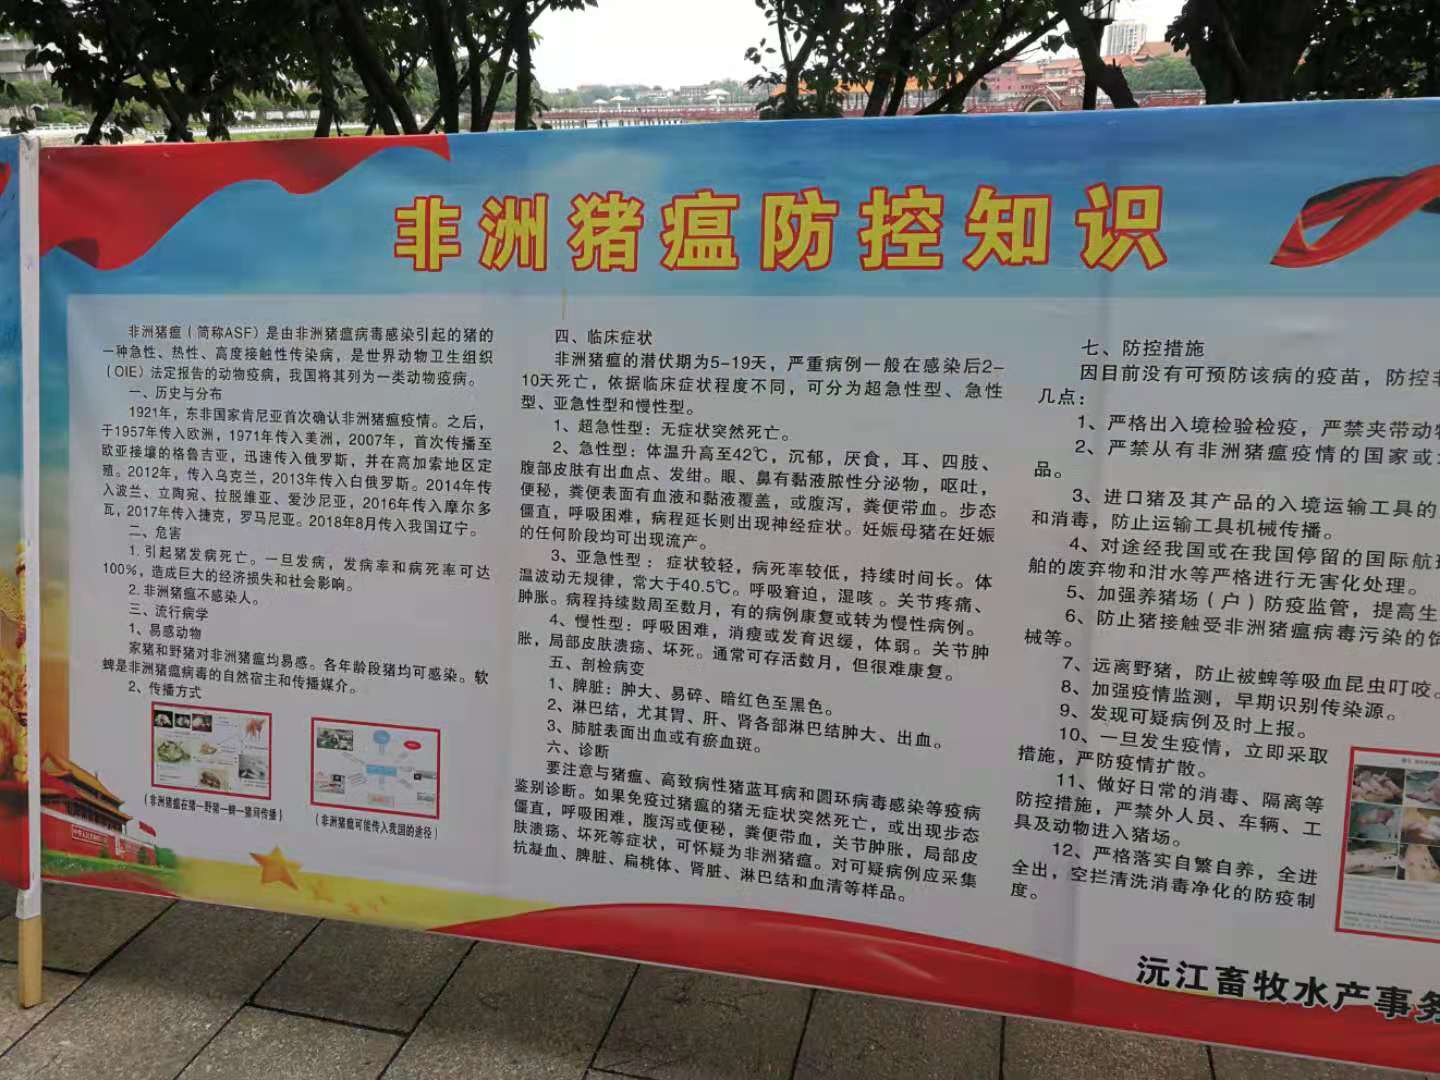 非洲猪瘟防控知识
非洲猪瘟（简称ASF）是由非洲猪瘟病毒感染引起的猪的
一种急性、热性、高度接触性传染病，是世界动物卫生组织
（OIE）法定报告的动物疫病，我国将其列为一类动物疫病。
一、历史与分布
1921年，东非国家肯尼亚首次确认非洲猪瘟疫情。之后，
于1957年传入欧洲，1971年传入美洲，2007年，首次传播至
欧亚接壤的格鲁吉亚，迅速传入俄罗斯，并在高加索地区定
殖。2012年，传入乌克兰，2013年传入白俄罗斯。2014年传
入波兰、立陶宛、拉脱维亚、爱沙尼亚，2016年传入摩尔多
瓦，2017年传入捷克，罗马尼亚。2018年8月传入我国辽宁。
二、危害
1. 引起猪发病死亡。一旦发病，发病率和病死率可达
100%，造成巨大的经济损失和社会影响。
2. 非洲猪瘟不感染人。
三、流行病学
1、易感动物
家猪和野猪对非洲猪瘟均易感。各年龄段猪均可感染。软
蜱是非洲猪瘟病毒的自然宿主和传播媒介。
2、传播方式
（非洲猪瘟在猪—野猪—蜱—猪间传播）
（非洲猪瘟可能传入我国的途径）
四、临床症状
非洲猪瘟的潜伏期为5-19天，严重病例一般在感染后2-
10天死亡，依据临床症状程度不同，可分为超急性型、急性
型、亚急性型和慢性型。
1、超急性型：无症状突然死亡。
2、急性型：体温升高至42℃，沉郁，厌食，耳、四肢、
腹部皮肤有出血点、发绀。眼、鼻有黏液脓性分泌物，呕吐，
便秘，粪便表面有血液和黏液覆盖，或腹泻，粪便带血。步态
僵直，呼吸困难，病程延长则出现神经症状。妊娠母猪在妊娠
的任何阶段均可出现流产。
3、亚急性型：症状较轻，病死率较低，持续时间长。体
温波动无规律，常大于40.5℃。呼吸窘迫，湿咳。关节疼痛、
肿胀。病程持续数周至数月，有的病例康复或转为慢性病例。
4、慢性型：呼吸困难，消瘦或发育迟缓，体弱。关节肿
胀，局部皮肤溃疡、坏死。通常可存活数月，但很难康复。
五、剖检病变
1、脾脏：肿大、易碎、暗红色至黑色。
2、淋巴结，尤其胃、肝、肾各部淋巴结肿大、出血。
3、肺脏表面出血或有瘀血斑。
六、诊断
要注意与猪瘟、高致病性猪蓝耳病和圆环病毒感染等疫病
鉴别诊断。如果免疫过猪瘟的猪无症状突然死亡，或出现步态
僵直，呼吸困难，腹泻或便秘，粪便带血，关节肿胀，局部皮
肤溃疡、坏死等症状，可怀疑为非洲猪瘟。对可疑病例应采集
抗凝血、脾脏、扁桃体、肾脏、淋巴结和血清等样品。
七、防控措施
因目前没有可预防该病的疫苗，防控非
几点：
1、严格出入境检验检疫，严禁夹带动物
2、严禁从有非洲猪瘟疫情的国家或
品。
3、进口猪及其产品的入境运输工具的
和消毒，防止运输工具机械传播。
4、对途经我国或在我国停留的国际航班
舶的废弃物和泔水等严格进行无害化处理。
5、加强养猪场（户）防疫监管，提高生
6、防止猪接触受非洲猪瘟病毒污染的饲
械等。
7、远离野猪，防止被蜱等吸血昆虫叮咬。
8、加强疫情监测，早期识别传染源。
9、发现可疑病例及时上报。
10、一旦发生疫情，立即采取
措施，严防疫情扩散。
11、做好日常的消毒、隔离等
防控措施，严禁外人员、车辆、工
具及动物进入猪场。
12、严格落实自繁自养，全进
全出，空拦清洗消毒净化的防疫制
度。
沅江畜牧水产事务